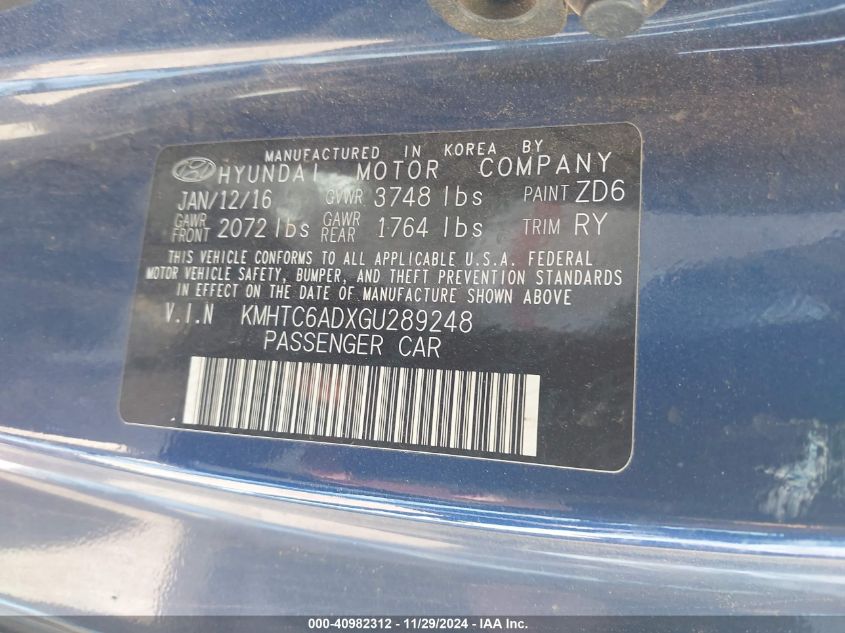 MANUFACTURED IN KOREA BY
HYUNDAI MOTOR COMPANY
JAN/12/16 GVWR 3748 lbs PAINT ZD6
GAWR FRONT 2072 lbs GAWR REAR 1764 lbs TRIM RY
THIS VEHICLE CONFORMS TO ALL APPLICABLE U.S.A. FEDERAL
MOTOR VEHICLE SAFETY, BUMPER, AND THEFT PREVENTION STANDARDS
IN EFFECT ON THE DATE OF MANUFACTURE SHOWN ABOVE
V.I.N KMHTC6ADXGU289248
PASSENGER CAR
000-40982312 - 11/29/2024 - IAA Inc.